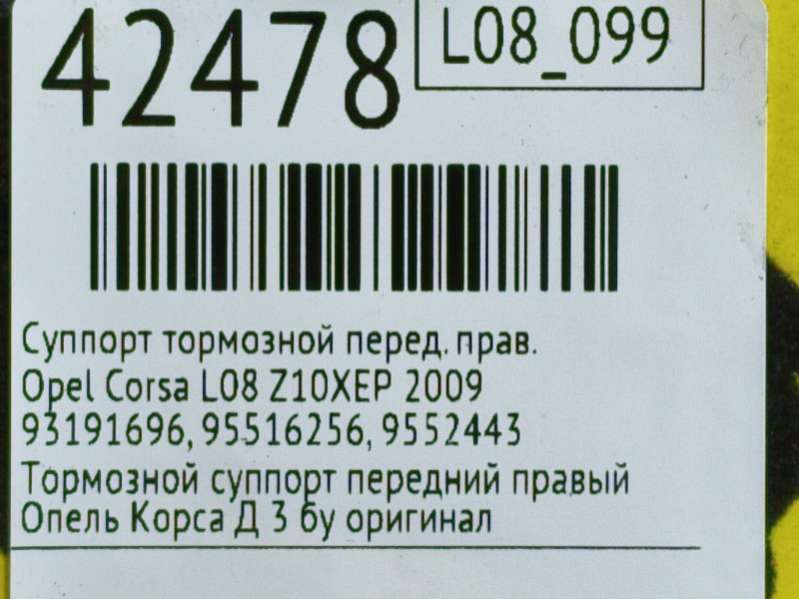 42478
L08_099
Суппорт тормозной перед. прав.
Opel Corsa L08 Z10XEP 2009
93191696, 95516256, 9552443
Тормозной суппорт передний правый
Опель Корса Д 3 бу оригинал